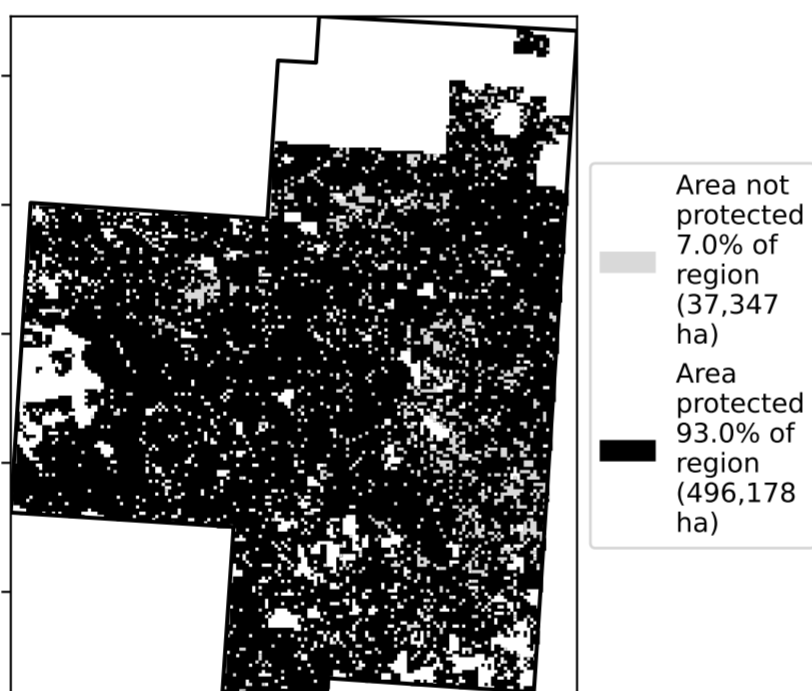 Area not
protected
7.0% of
region
(37,347
ha)
Area
protected
93.0% of
region
(496,178
ha)